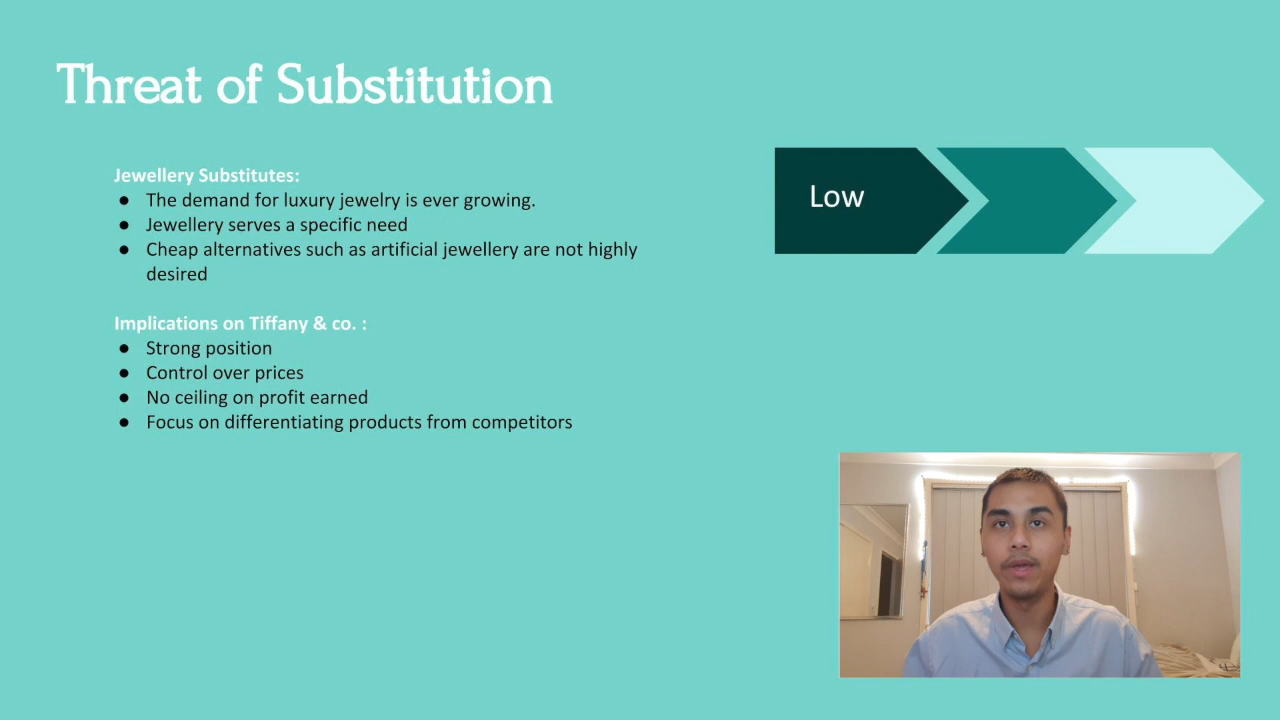 Threat of Substitution
Jewellery Substitutes:
● The demand for luxury jewelry is ever growing.
● Jewellery serves a specific need
● Cheap alternatives such as artificial jewellery are not highly
desired
Implications on Tiffany & co. :
● Strong position
● Control over prices
● No ceiling on profit earned
● Focus on differentiating products from competitors
Low